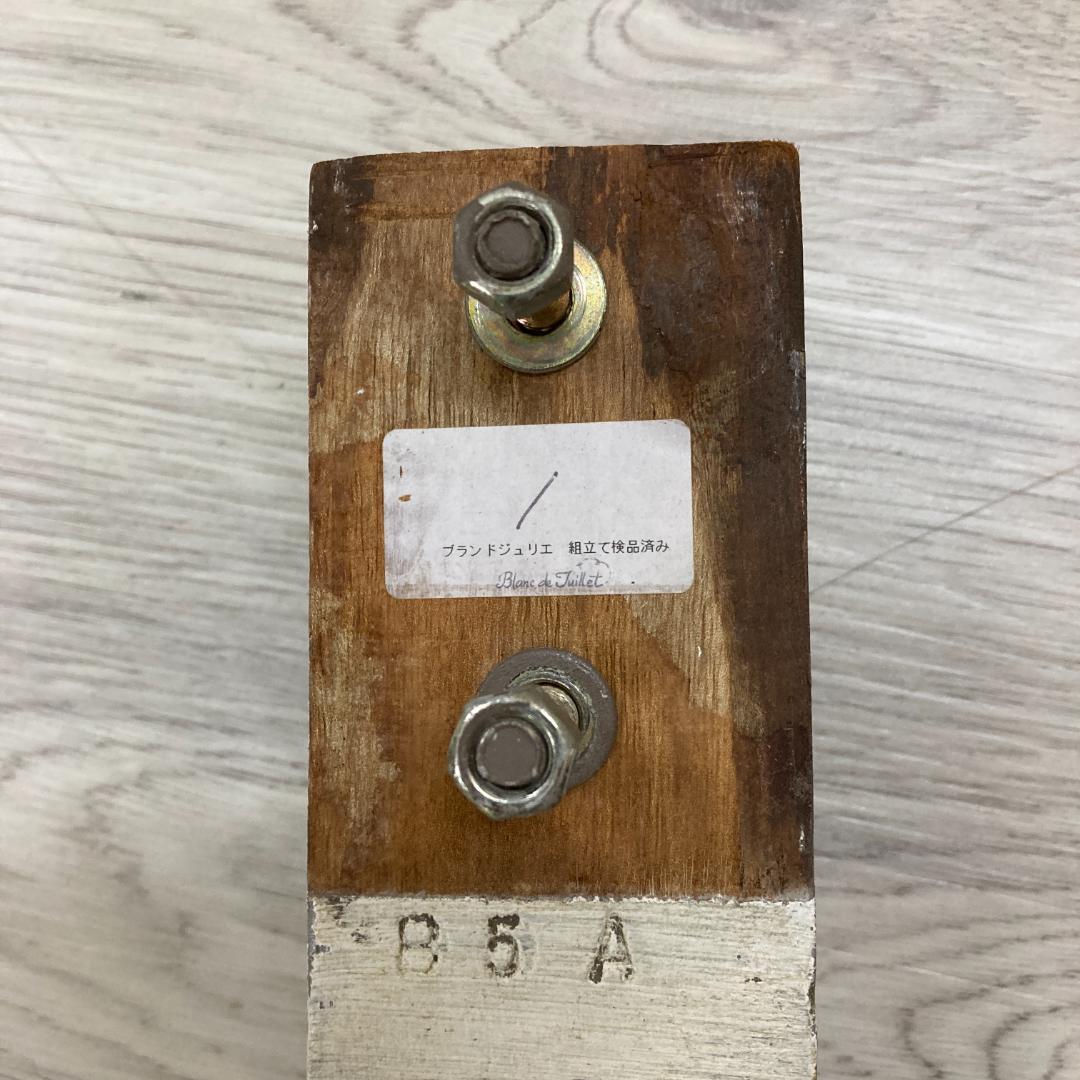 1
ブランドジュリエ 組立て検品済み
Blanc de Juillet
B5A